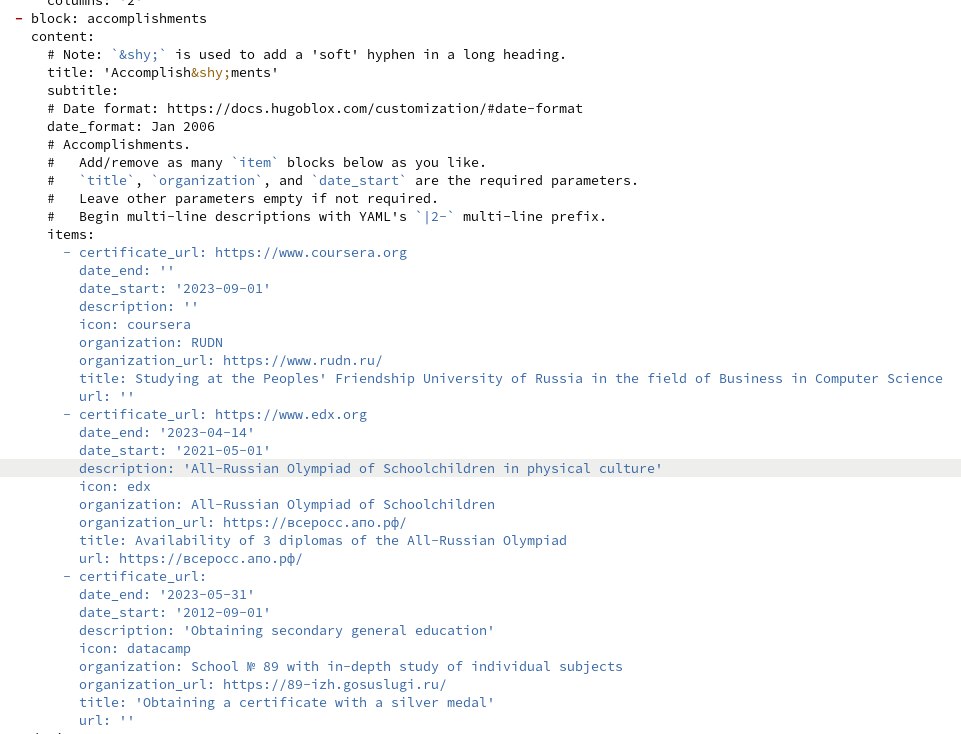 columns: '2'
- block: accomplishments
content:
# Note: `&shy;` is used to add a 'soft' hyphen in a long heading.
title: 'Accomplish&shy;ments'
subtitle:
# Date format: https://docs.hugoblox.com/customization/#date-format
date_format: Jan 2006
# Accomplishments.
#   Add/remove as many `item` blocks below as you like.
#   `title`, `organization`, and `date_start` are the required parameters.
#   Leave other parameters empty if not required.
#   Begin multi-line descriptions with YAML's `|2-` multi-line prefix.
items:
- certificate_url: https://www.coursera.org
date_end: ''
date_start: '2023-09-01'
description: ''
icon: coursera
organization: RUDN
organization_url: https://www.rudn.ru/
title: Studying at the Peoples' Friendship University of Russia in the field of Business in Computer Science
url: ''
- certificate_url: https://www.edx.org
date_end: '2023-04-14'
date_start: '2021-05-01'
description: 'All-Russian Olympiad of Schoolchildren in physical culture'
icon: edx
organization: All-Russian Olympiad of Schoolchildren
organization_url: https://всеросс.апо.рф/
title: Availability of 3 diplomas of the All-Russian Olympiad
url: https://всеросс.апо.рф/
- certificate_url:
date_end: '2023-05-31'
date_start: '2012-09-01'
description: 'Obtaining secondary general education'
icon: datacamp
organization: School № 89 with in-depth study of individual subjects
organization_url: https://89-izh.gosuslugi.ru/
title: 'Obtaining a certificate with a silver medal'
url: ''